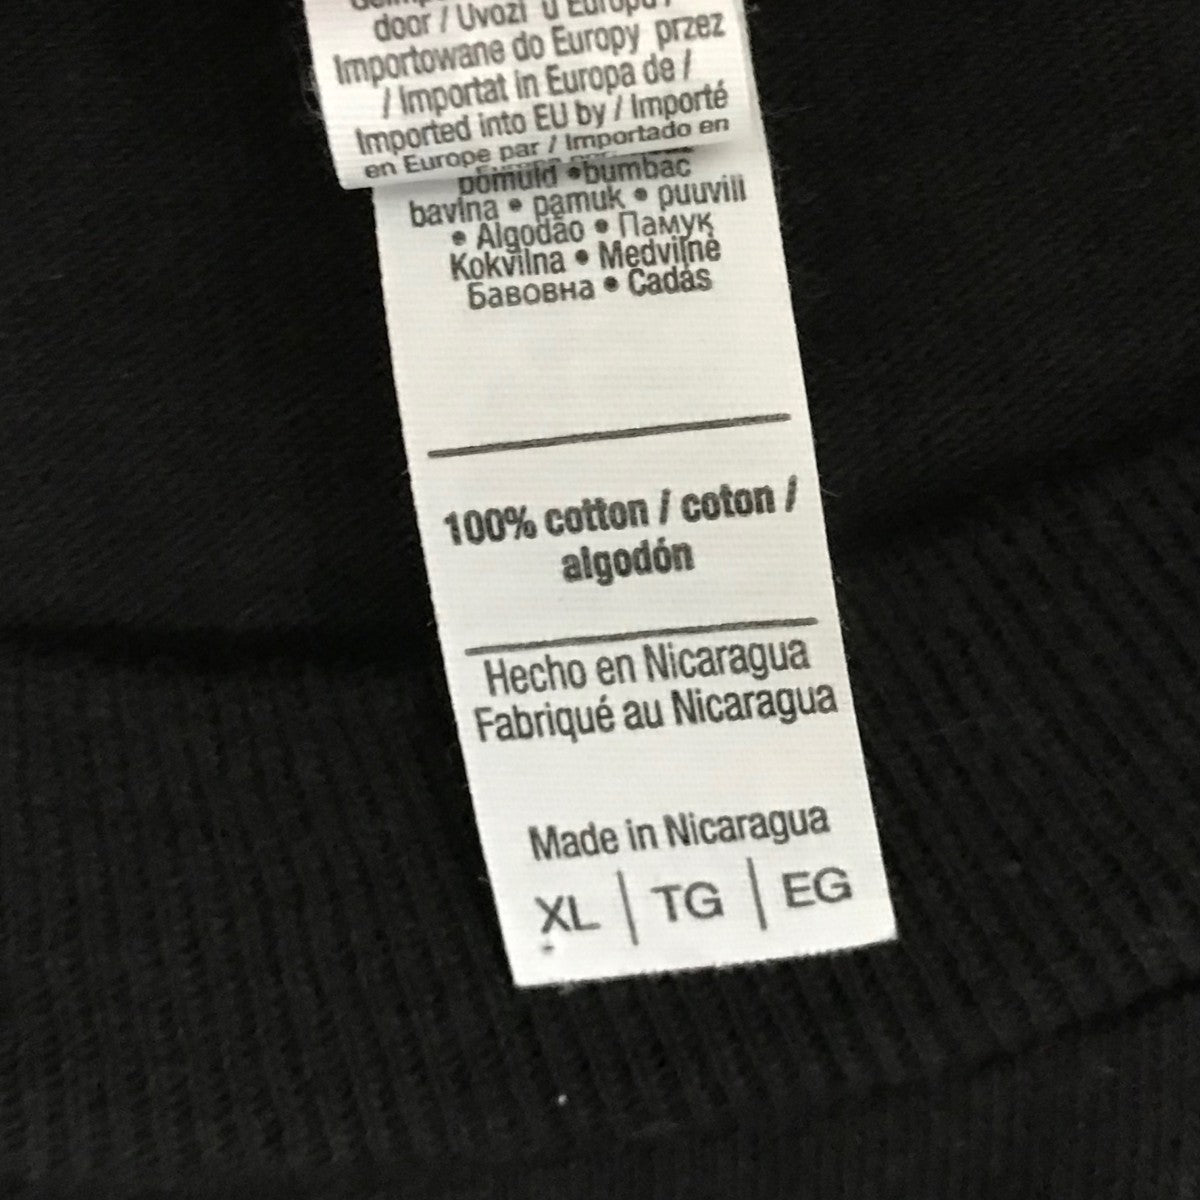 door / Uvozi u Europu /
Importowane do Europy przez
/ Importat in Europa de /
Imported into EU by / Importé
en Europe par / Importado en
pomuld • bumbac
bavlna • pamuk • puuvill
• Algodão • Памук
Kokvilna • Medvilnė
Бавовна • Cadás
100% cotton / coton /
algodón
Hecho en Nicaragua
Fabriqué au Nicaragua
Made in Nicaragua
XL | TG | EG